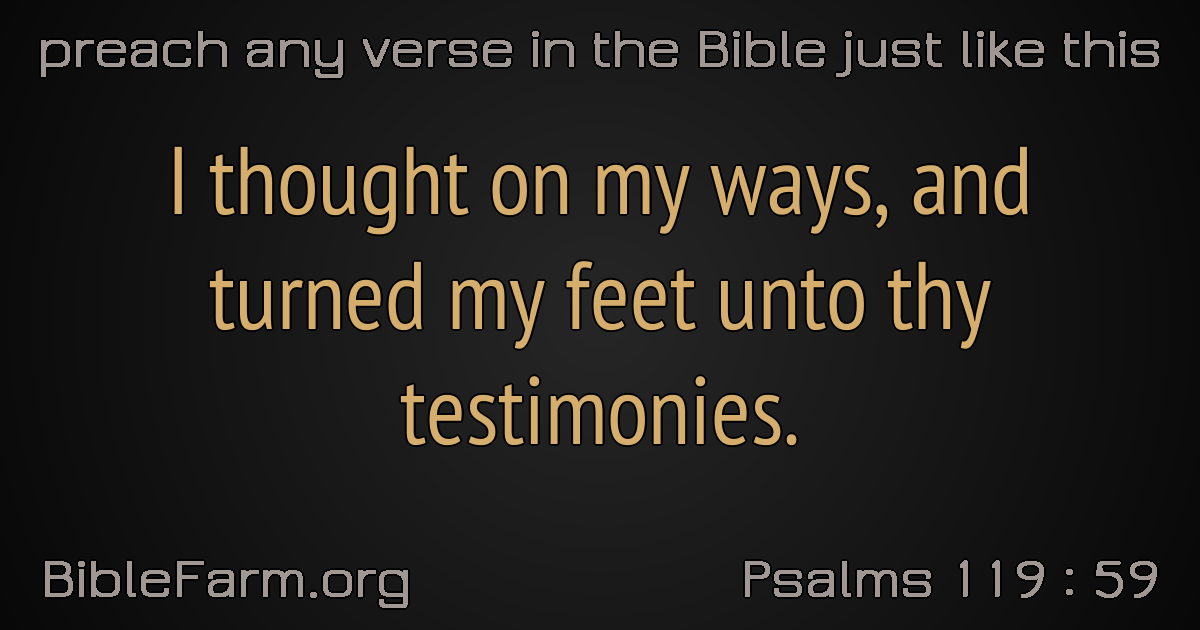 preach any verse in the Bible just like this
I thought on my ways, and
turned my feet unto thy
testimonies.
BibleFarm.org
Psalms 119 : 59